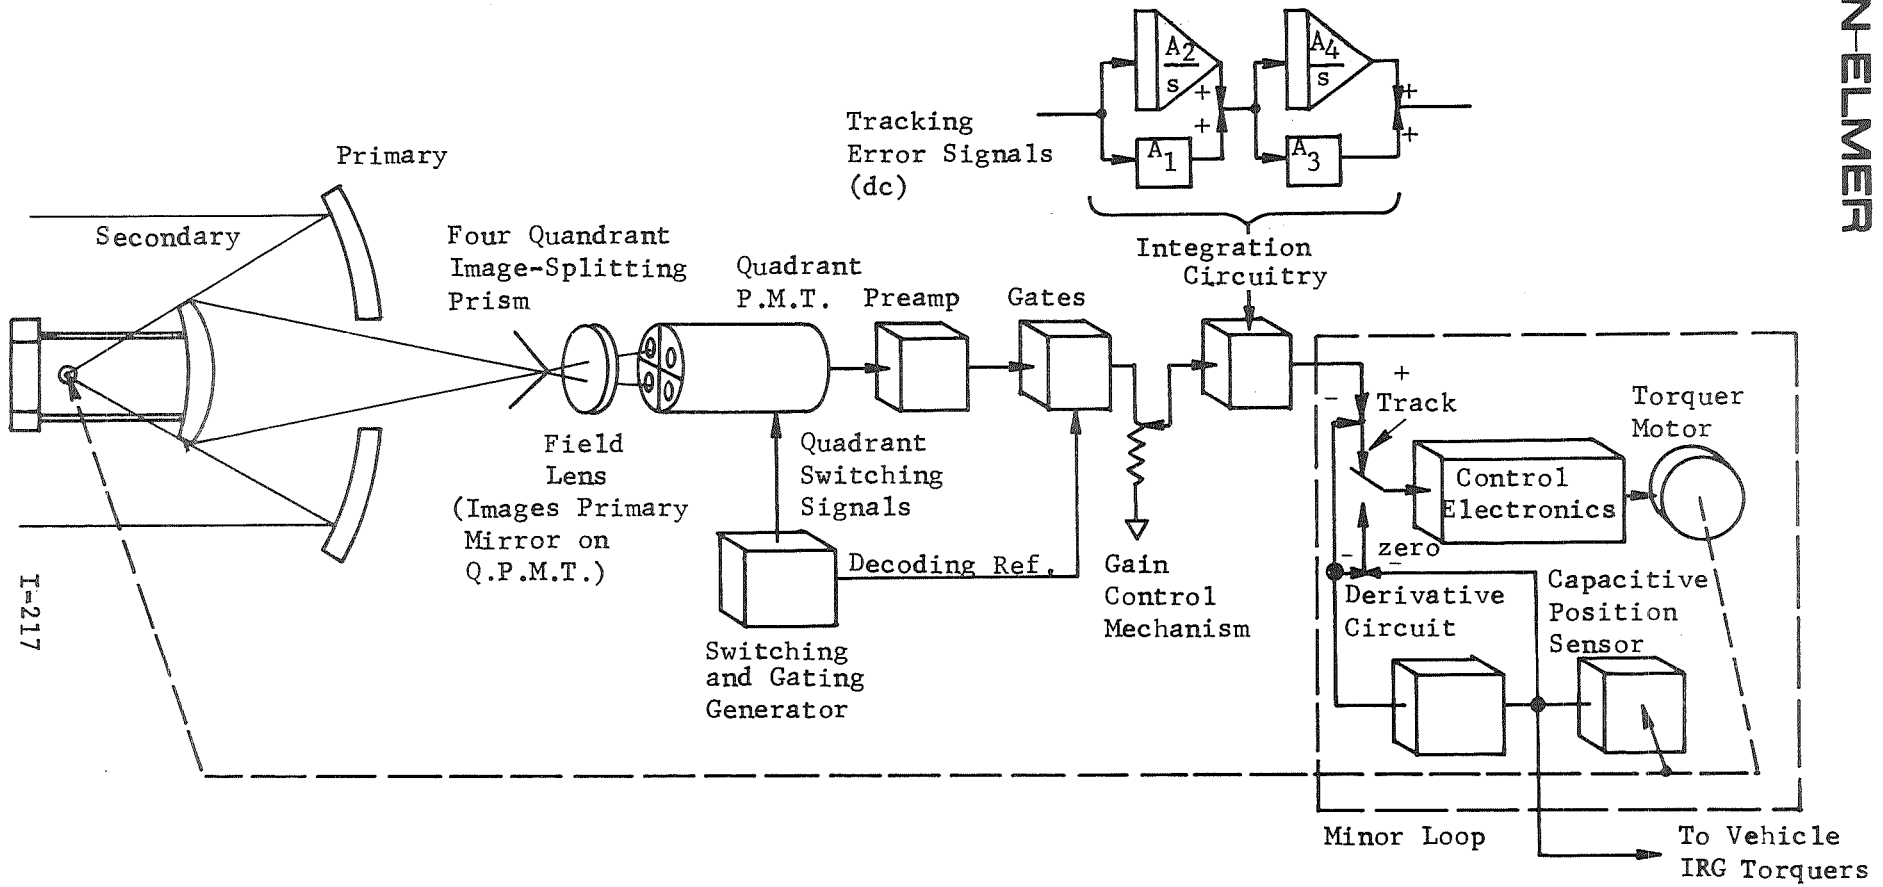 N-ELMER
A2
s
+
+
A1
A4
s
+
+
A3
Tracking
Error Signals
(dc)
Primary
Secondary
Four Quandrant
Image-Splitting
Prism
Quadrant
P.M.T.
Preamp
Gates
Integration
Circuitry
+
-
Track
Torquer
Motor
Field
Lens
(Images Primary
Mirror on
Q.P.M.T.)
Quadrant
Switching
Signals
Control
Electronics
Decoding Ref.
Gain
Control
Mechanism
-
zero
-
Derivative
Circuit
Capacitive
Position
Sensor
Switching
and Gating
Generator
I-217
Minor Loop
To Vehicle
IRG Torquers